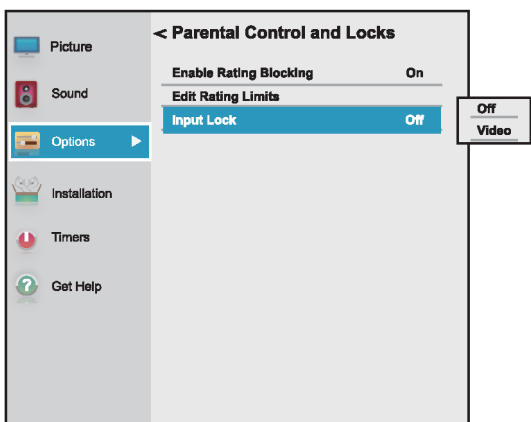 Picture
Sound
Options
Installation
Timers
Get Help
< Parental Control and Locks
Enable Rating Blocking On
Edit Rating Limits
Input Lock Off
Off
Video